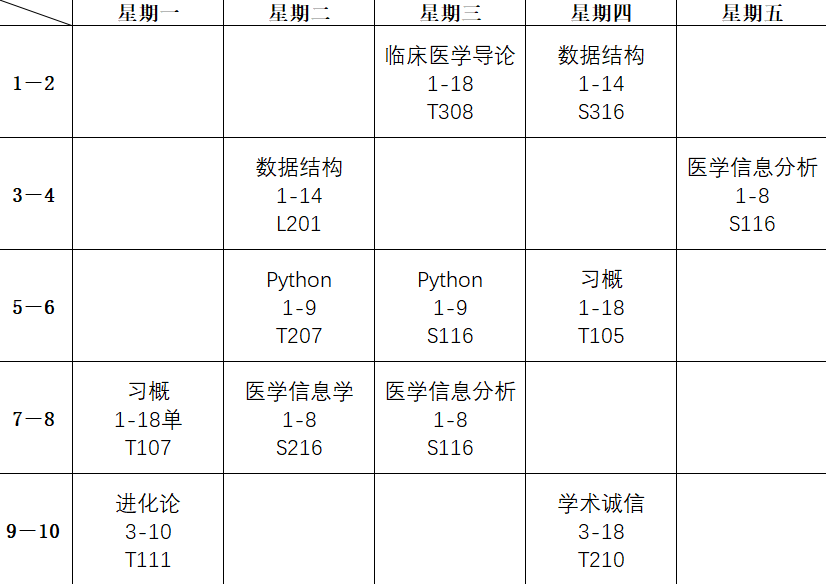 星期一 星期二 星期三 星期四 星期五
1－2
临床医学导论
1-18
T308
数据结构
1-14
S316
3－4
数据结构
1-14
L201
医学信息分析
1-8
S116
5－6
Python
1-9
T207
Python
1-9
S116
习概
1-18
T105
7－8
习概
1-18单
T107
医学信息学
1-8
S216
医学信息分析
1-8
S116
9－10
进化论
3-10
T111
学术诚信
3-18
T210